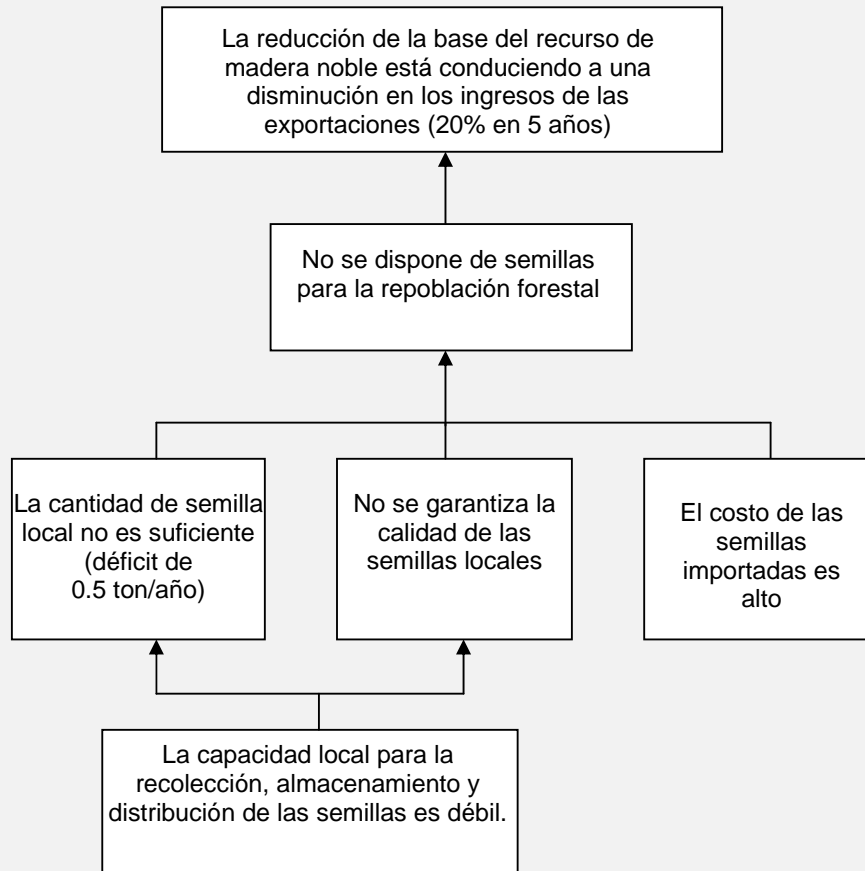 La reducción de la base del recurso de
madera noble está conduciendo a una
disminución en los ingresos de las
exportaciones (20% en 5 años)
No se dispone de semillas
para la repoblación forestal
La cantidad de semilla
local no es suficiente
(déficit de
0.5 ton/año)
No se garantiza la
calidad de las
semillas locales
El costo de las
semillas
importadas es
alto
La capacidad local para la
recolección, almacenamiento y
distribución de las semillas es débil.